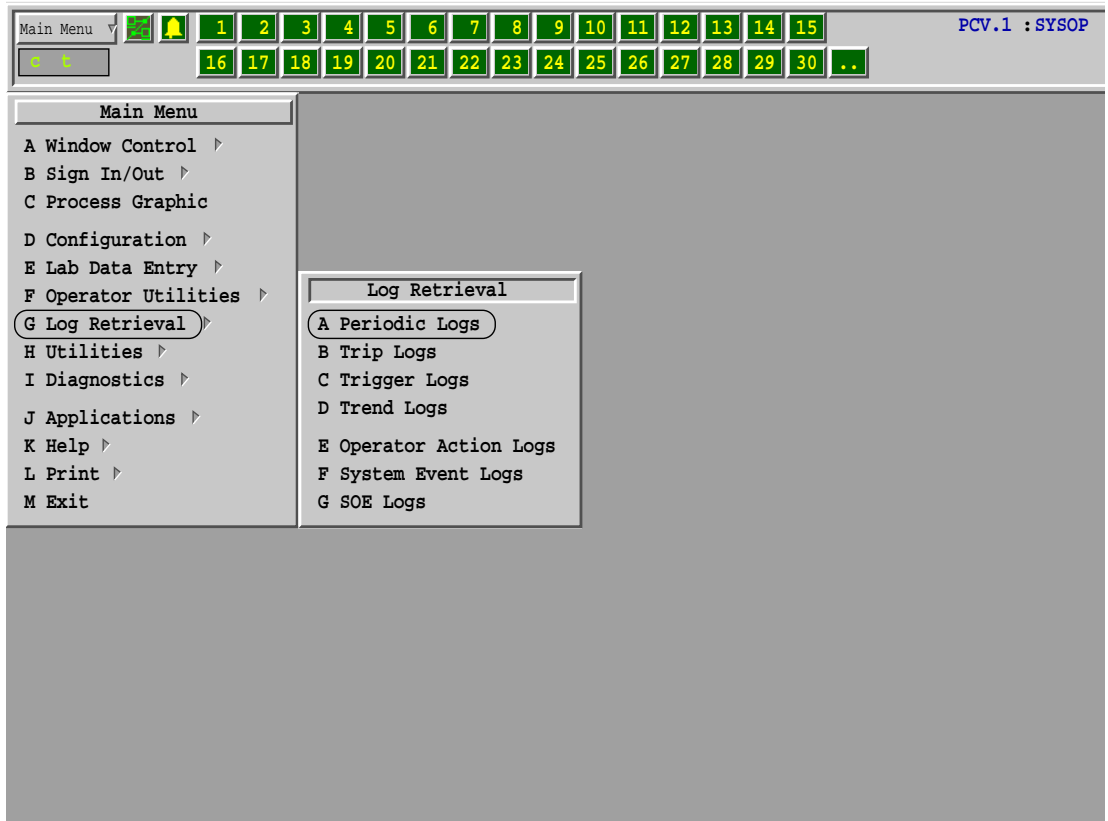 Main Menu 1 2 3 4 5 6 7 8 9 10 11 12 13 14 15 PCV.1 :SYSOP
c t 16 17 18 19 20 21 22 23 24 25 26 27 28 29 30 ..
Main Menu
A Window Control
B Sign In/Out
C Process Graphic
D Configuration
E Lab Data Entry
F Operator Utilities
G Log Retrieval
H Utilities
I Diagnostics
J Applications
K Help
L Print
M Exit
Log Retrieval
A Periodic Logs
B Trip Logs
C Trigger Logs
D Trend Logs
E Operator Action Logs
F System Event Logs
G SOE Logs